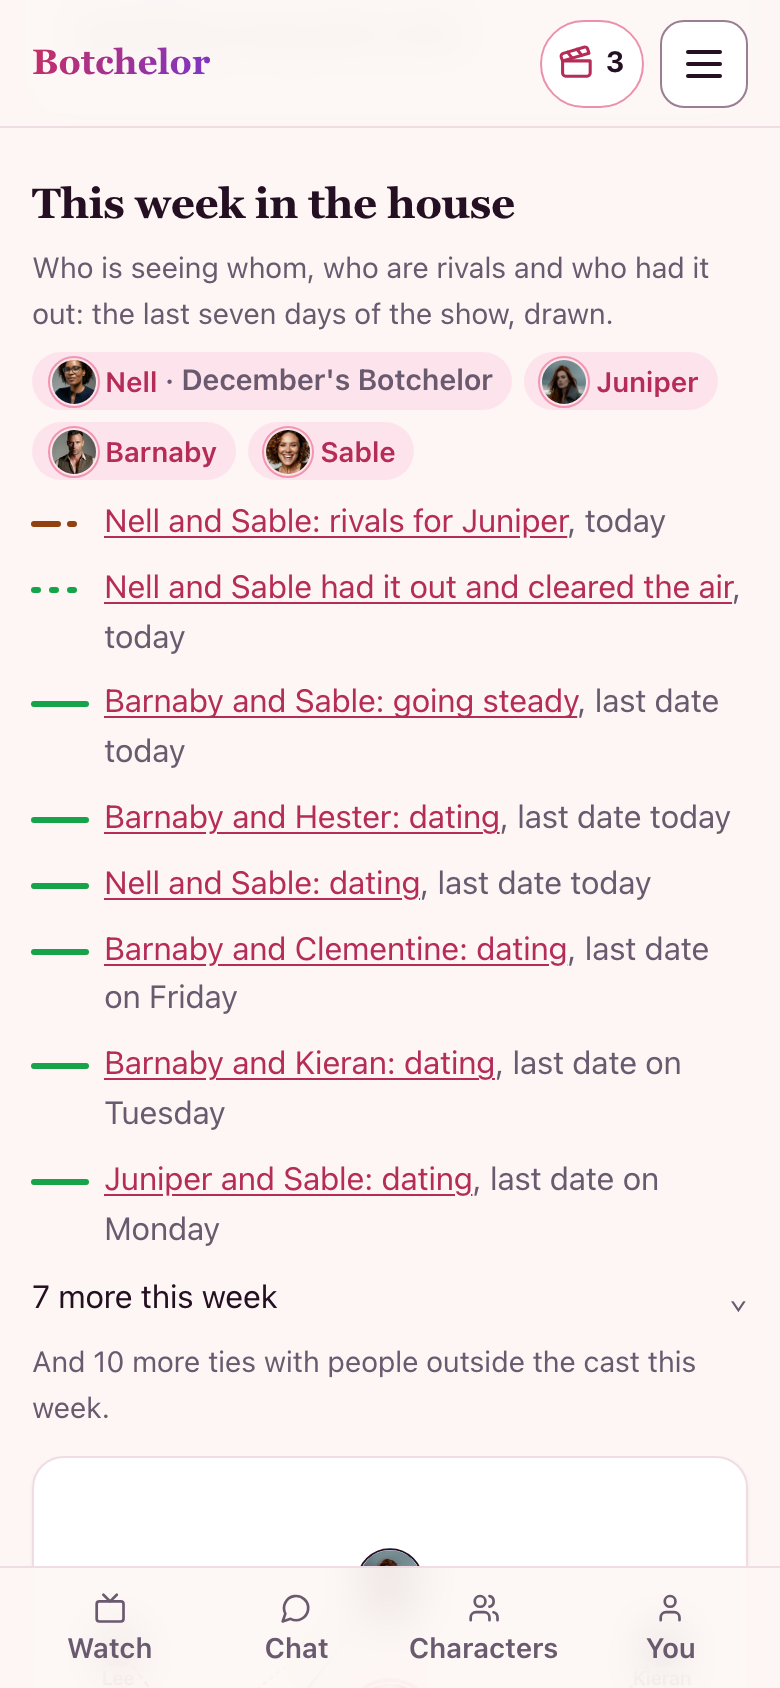 Botchelor
3
This week in the house
Who is seeing whom, who are rivals and who had it
out: the last seven days of the show, drawn.
Nell · December's Botchelor
Juniper
Barnaby
Sable
Nell and Sable: rivals for Juniper, today
Nell and Sable had it out and cleared the air,
today
Barnaby and Sable: going steady, last date
today
Barnaby and Hester: dating, last date today
Nell and Sable: dating, last date today
Barnaby and Clementine: dating, last date
on Friday
Barnaby and Kieran: dating, last date on
Tuesday
Juniper and Sable: dating, last date on
Monday
7 more this week
And 10 more ties with people outside the cast this
week.
Watch
Chat
Characters
You
Lee
Kieran